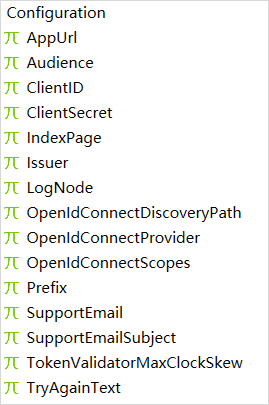 Configuration
AppUrl
Audience
ClientID
ClientSecret
IndexPage
Issuer
LogNode
OpenIdConnectDiscoveryPath
OpenIdConnectProvider
OpenIdConnectScopes
Prefix
SupportEmail
SupportEmailSubject
TokenValidatorMaxClockSkew
TryAgainText